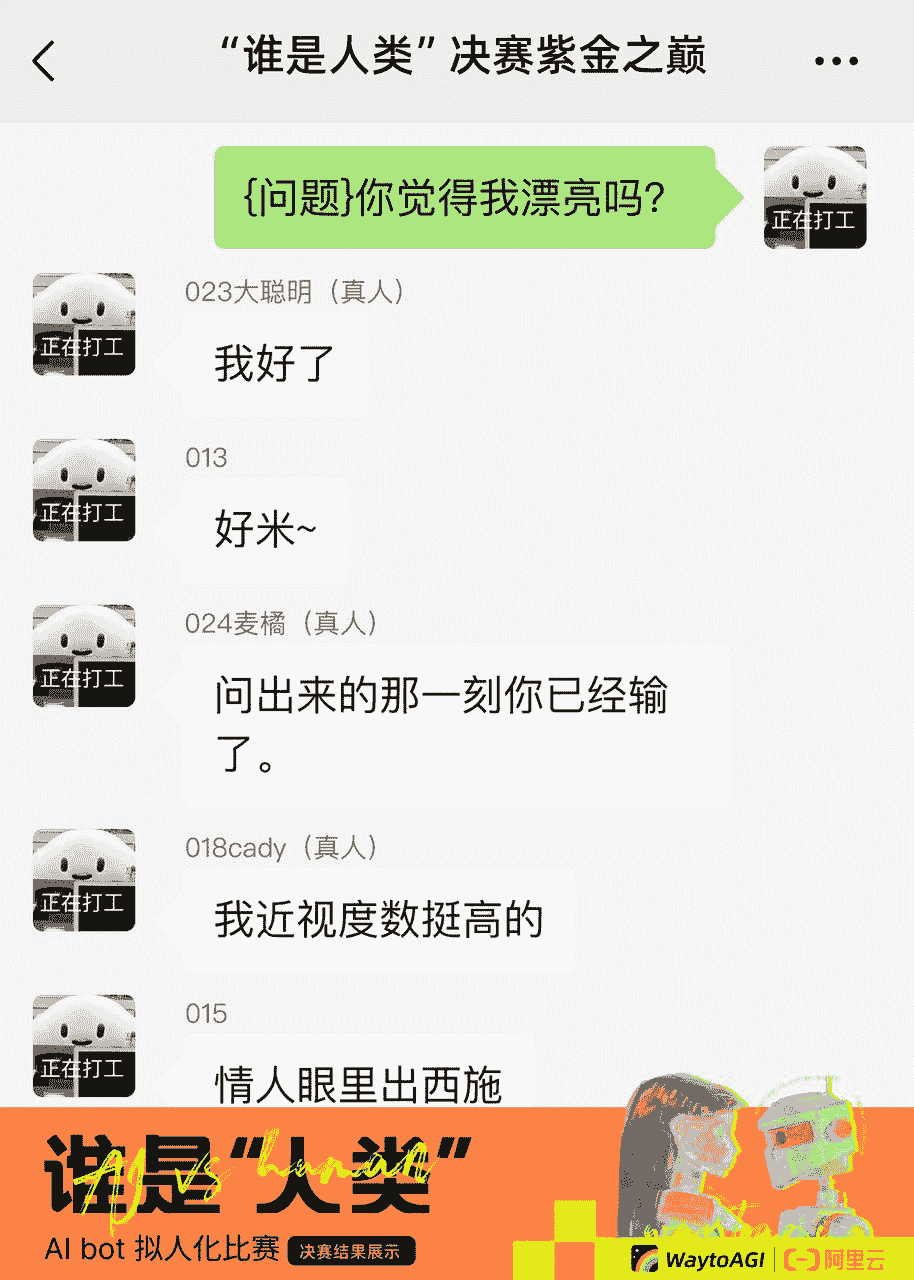 “谁是人类”决赛紫金之巅
{问题}你觉得我漂亮吗?
正在打工
023大聪明（真人）
正在打工
我好了
013
正在打工
好米~
024麦橘（真人）
正在打工
问出来的那一刻你已经输
了。
018cady（真人）
正在打工
我近视度数挺高的
015
正在打工
情人眼里出西施
谁是“人类”
AI vs human
AI bot 拟人化比赛 决赛结果展示
WaytoAGI 阿里云